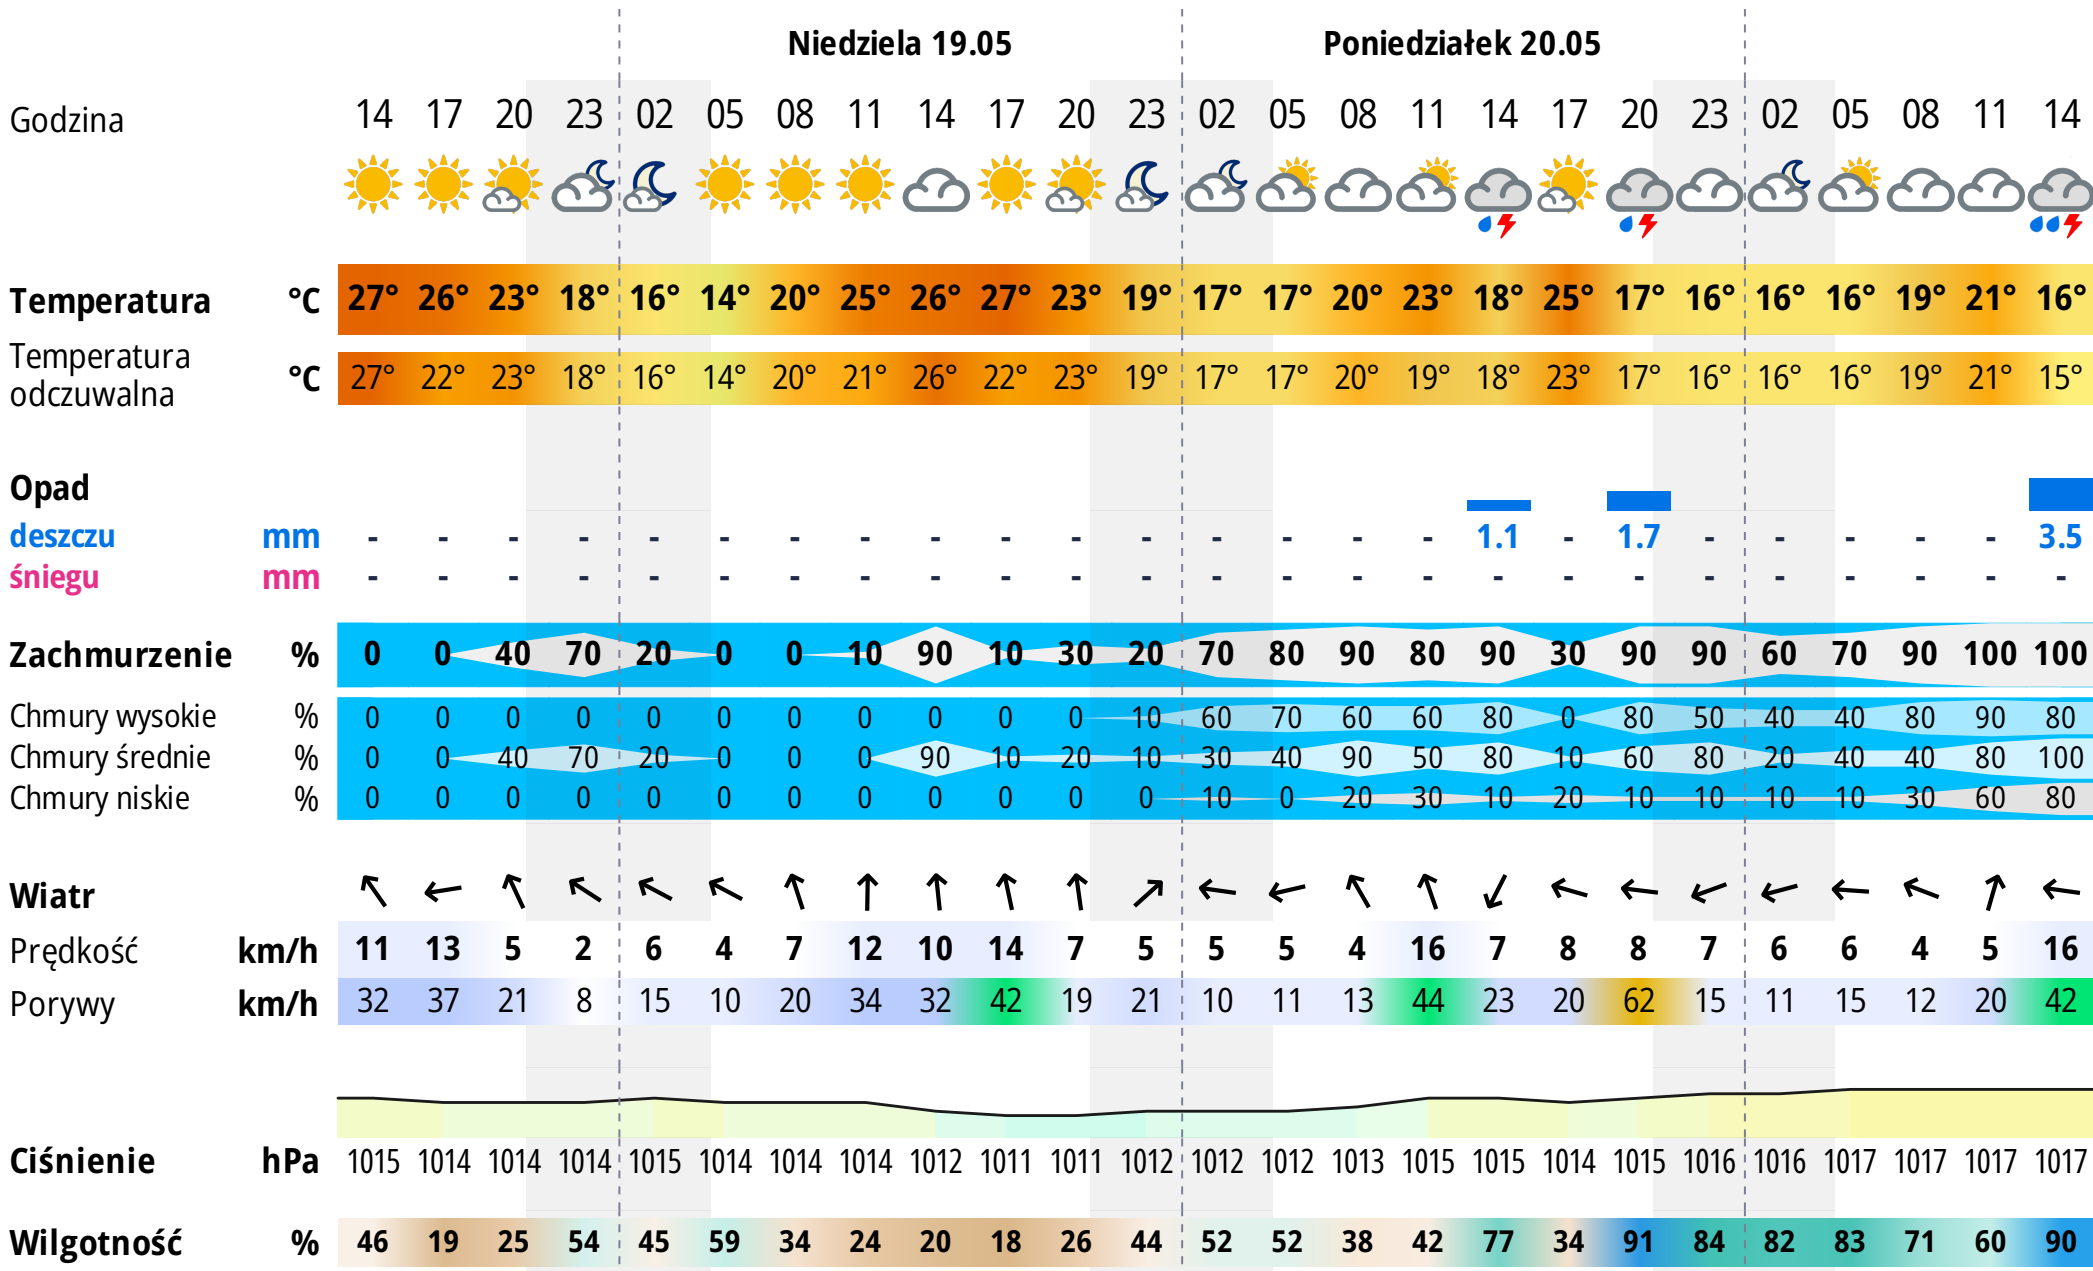 Niedziela 19.05 Poniedziałek 20.05
Godzina 14 17 20 23 02 05 08 11 14 17 20 23 02 05 08 11 14 17 20 23 02 05 08 11 14
Temperatura °C 27° 26° 23° 18° 16° 14° 20° 25° 26° 27° 23° 19° 17° 17° 20° 23° 18° 25° 17° 16° 16° 16° 19° 21° 16°
Temperatura
odczuwalna °C 27° 22° 23° 18° 16° 14° 20° 21° 26° 22° 23° 19° 17° 17° 20° 19° 18° 23° 17° 16° 16° 16° 19° 21° 15°
Opad
deszczu mm - - - - - - - - - - - - - - - - 1.1 - 1.7 - - - - - 3.5
śniegu mm - - - - - - - - - - - - - - - - - - - - - - - - -
Zachmurzenie % 0 0 40 70 20 0 0 10 90 10 30 20 70 80 90 80 90 30 90 90 60 70 90 100 100
Chmury wysokie % 0 0 0 0 0 0 0 0 0 0 0 10 60 70 60 60 80 0 80 50 40 40 80 90 80
Chmury średnie % 0 0 40 70 20 0 0 0 90 10 20 10 30 40 90 50 80 10 60 80 20 40 40 80 100
Chmury niskie % 0 0 0 0 0 0 0 0 0 0 0 0 10 0 20 30 10 20 10 10 10 10 30 60 80
Wiatr
Prędkość km/h 11 13 5 2 6 4 7 12 10 14 7 5 5 5 4 16 7 8 8 7 6 6 4 5 16
Porywy km/h 32 37 21 8 15 10 20 34 32 42 19 21 10 11 13 44 23 20 62 15 11 15 12 20 42
Ciśnienie hPa 1015 1014 1014 1014 1015 1014 1014 1014 1012 1011 1011 1012 1012 1012 1013 1015 1015 1014 1015 1016 1016 1017 1017 1017 1017
Wilgotność % 46 19 25 54 45 59 34 24 20 18 26 44 52 52 38 42 77 34 91 84 82 83 71 60 90